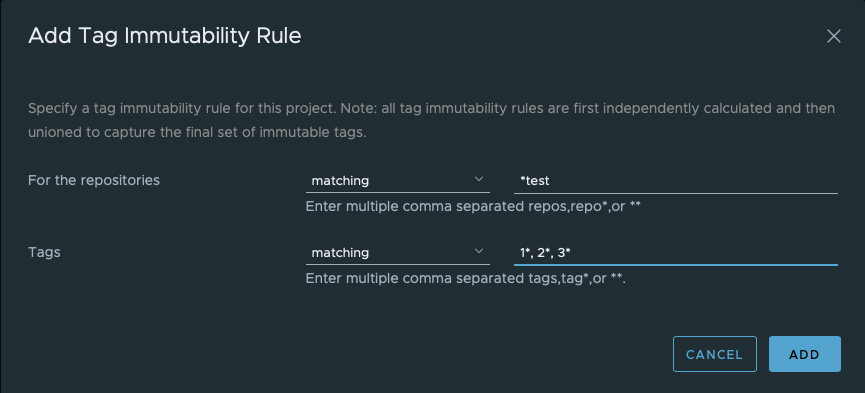 Add Tag Immutability Rule
Specify a tag immutability rule for this project. Note: all tag immutability rules are first independently calculated and then
unioned to capture the final set of immutable tags.
For the repositories matching *test
Enter multiple comma separated repos,repo*,or **
Tags matching 1*, 2*, 3*
Enter multiple comma separated tags,tag*,or **.
CANCEL ADD